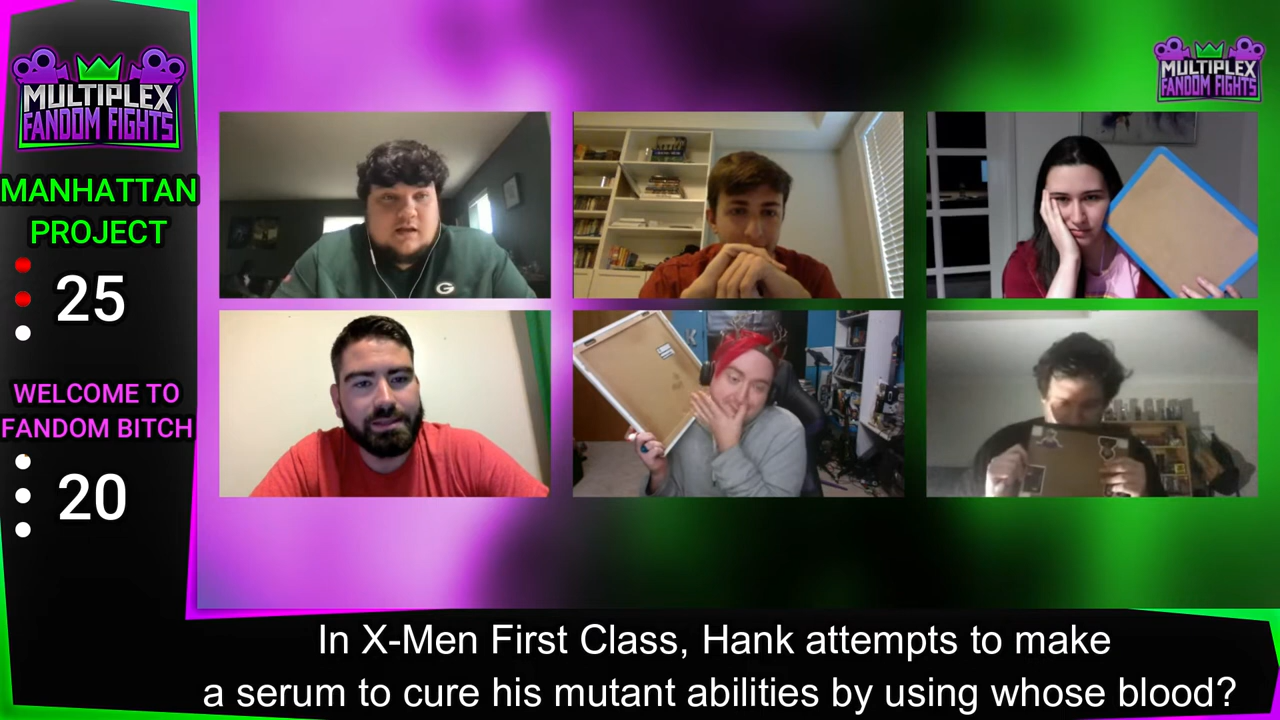 MULTIPLEX
FANDOM FIGHTS
MULTIPLEX
FANDOM FIGHTS
MANHATTAN
PROJECT
25
WELCOME TO
FANDOM BITCH
20
G
K
In X-Men First Class, Hank attempts to make
a serum to cure his mutant abilities by using whose blood?